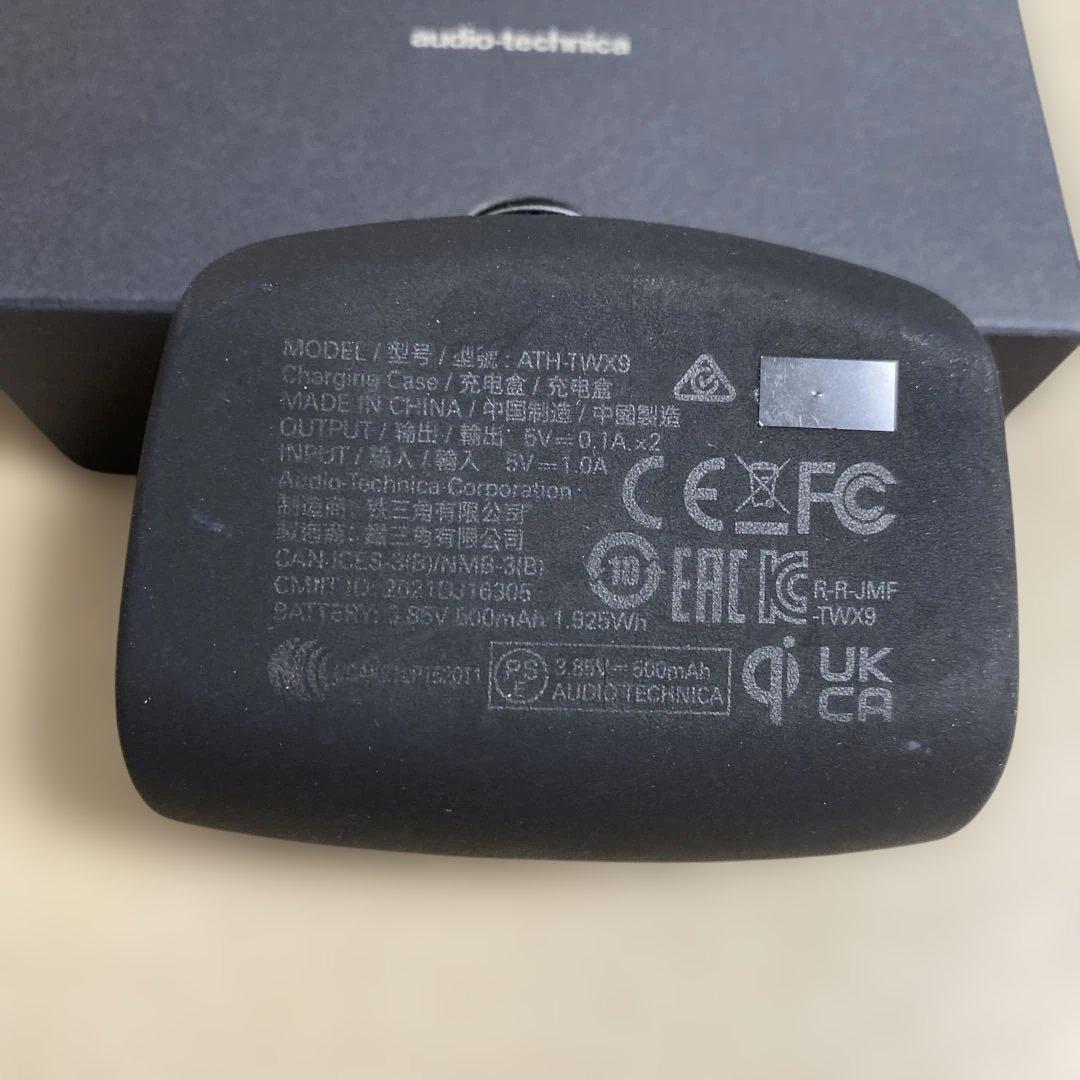 audio-technica
MODEL / 型号 / 型號 : ATH-TWX9
Charging Case / 充电盒 / 充電盒
MADE IN CHINA / 中国制造 / 中國製造
OUTPUT / 输出 / 輸出 5V⎓0.1A x2
INPUT / 输入 / 輸入 5V⎓1.0A
Audio-Technica Corporation
制造商: 铁三角有限公司
製造商: 鐵三角有限公司
CAN ICES-3(B)/NMB-3(B)
CMIIT ID:
BATTERY: 3.85V 500mAh 1.925Wh
CE FC
10 EAC KC R-R-JMF
-TWX9
PS
E
3.85V⎓500mAh
AUDIO TECHNICA
qi
UK
CA